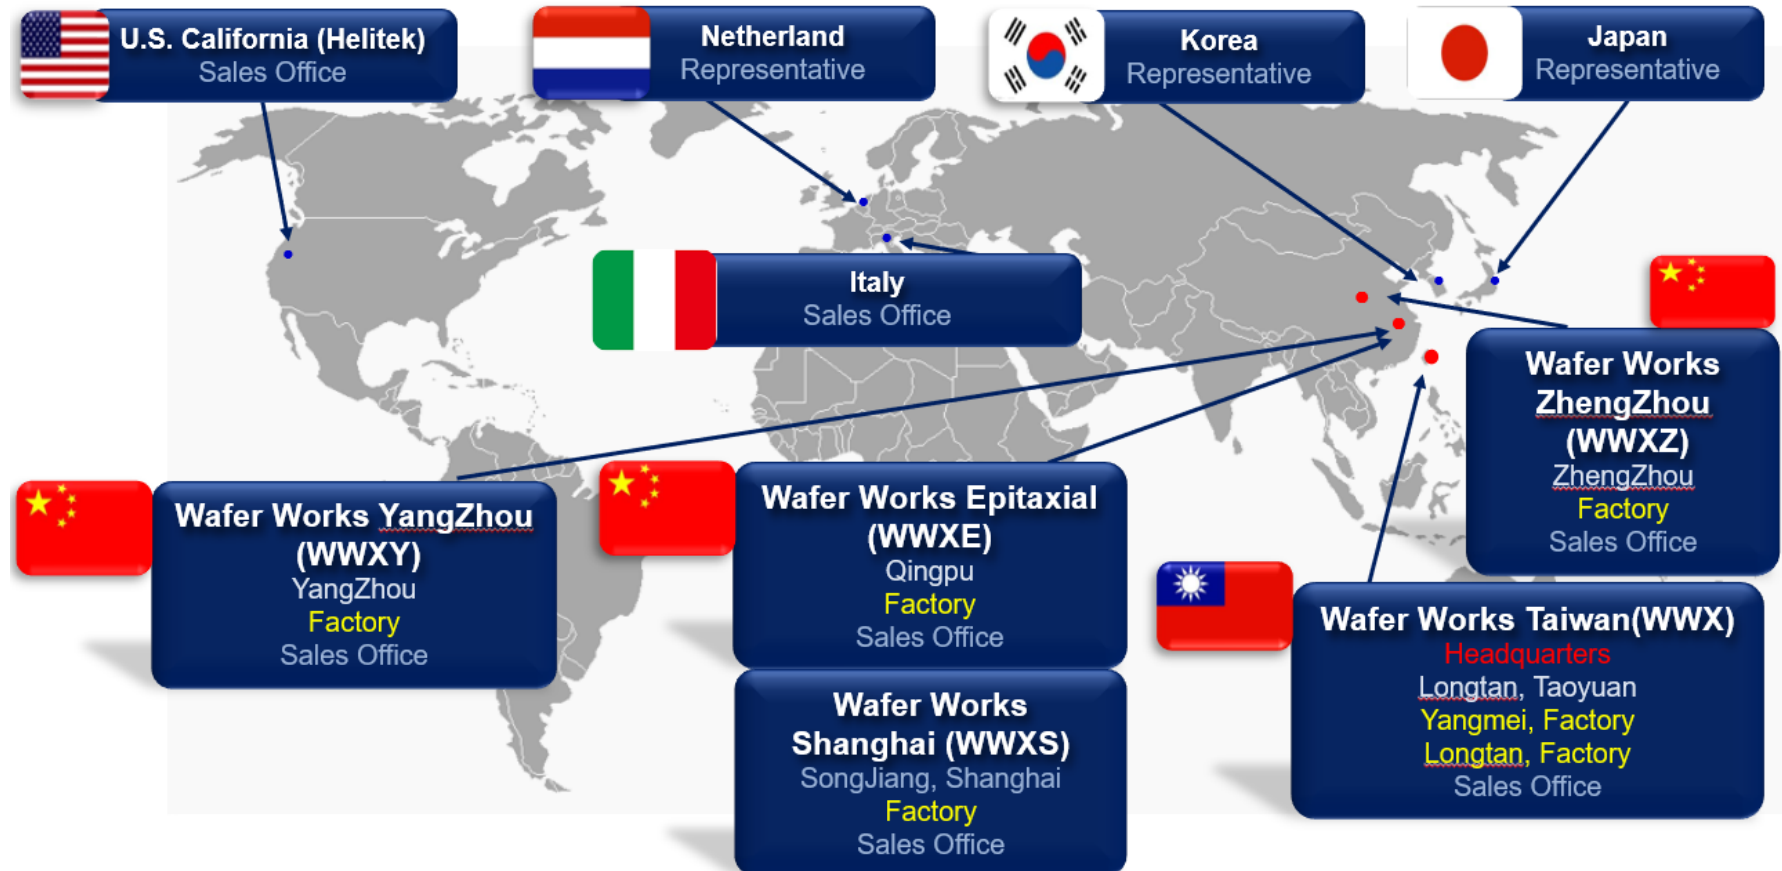 U.S. California (Helitek)
Sales Office
Netherland
Representative
Korea
Representative
Japan
Representative
Italy
Sales Office
Wafer Works
ZhengZhou
(WWXZ)
ZhengZhou
Factory
Sales Office
Wafer Works YangZhou
(WWXY)
YangZhou
Factory
Sales Office
Wafer Works Epitaxial
(WWXE)
Qingpu
Factory
Sales Office
Wafer Works
Shanghai (WWXS)
SongJiang, Shanghai
Factory
Sales Office
Wafer Works Taiwan(WWX)
Headquarters
Longtan, Taoyuan
Yangmei, Factory
Longtan, Factory
Sales Office